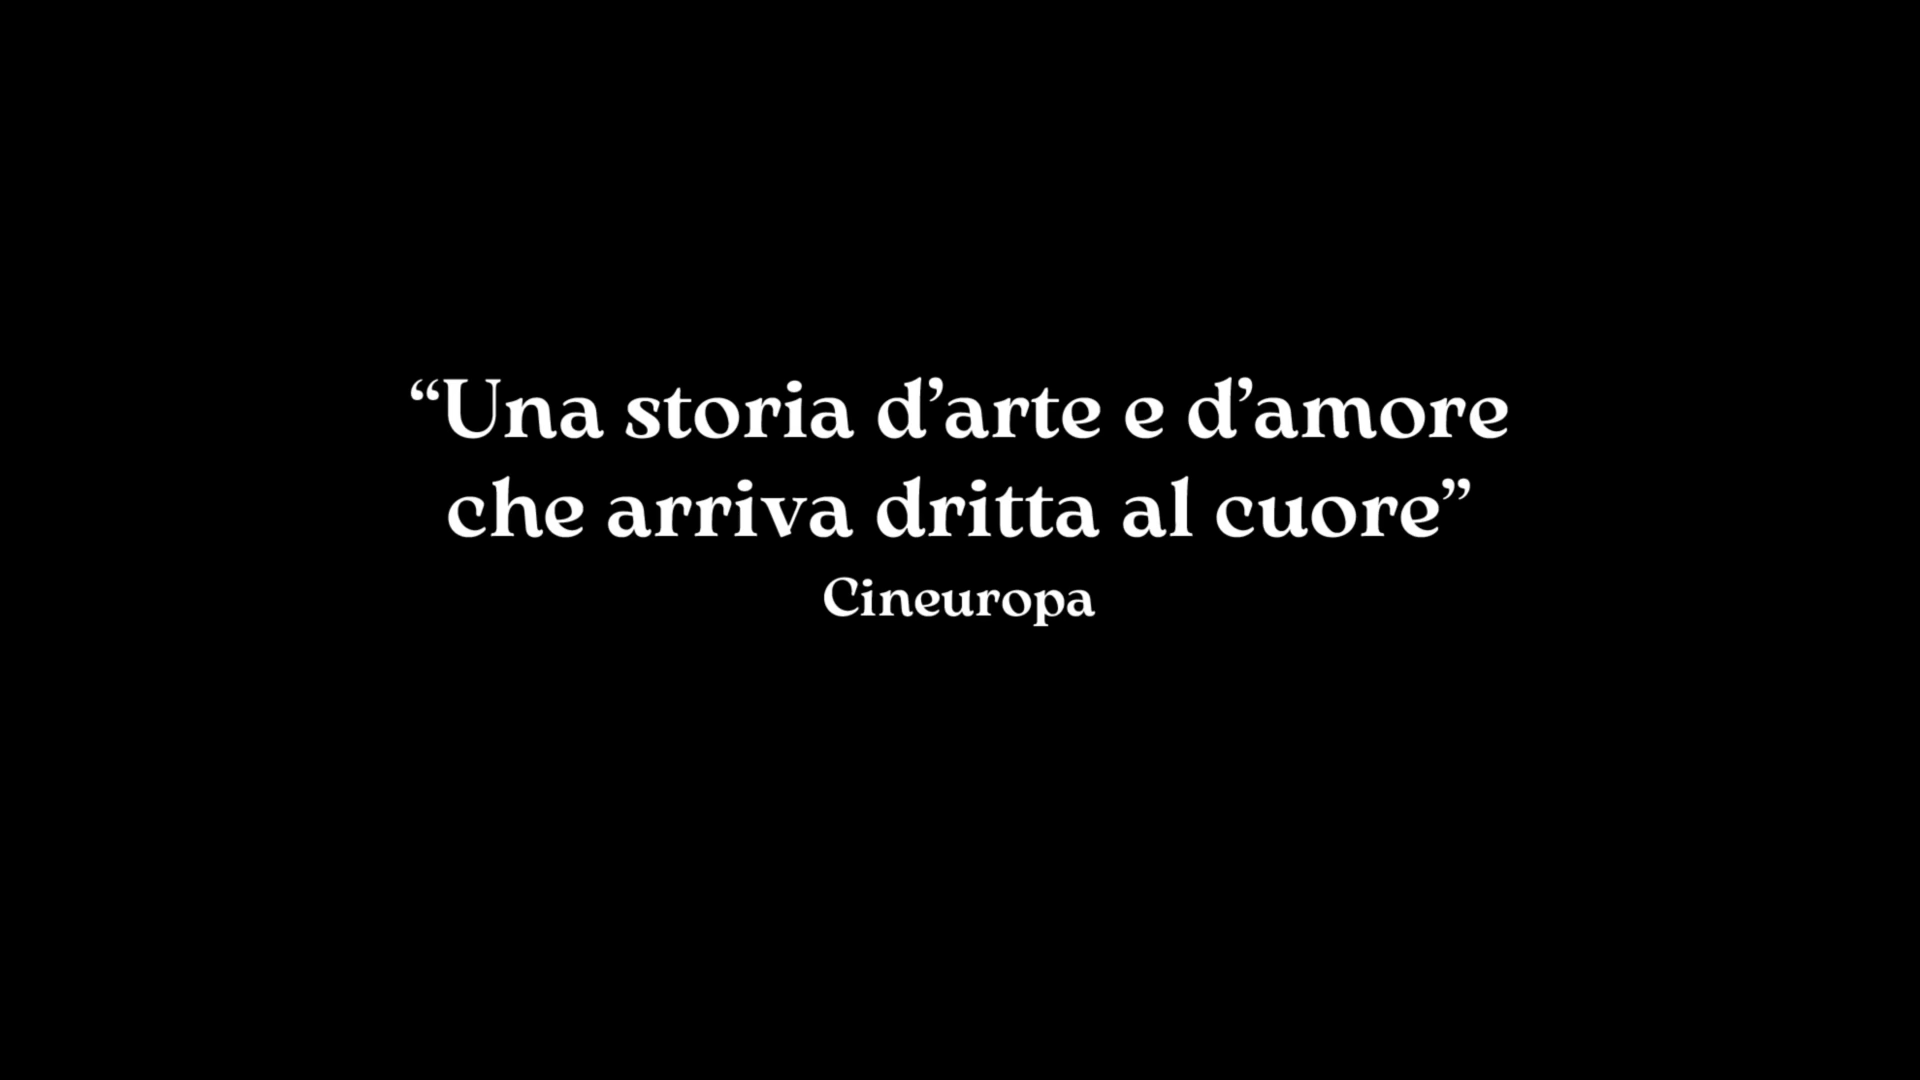 “Una storia d’arte e d’amore
che arriva dritta al cuore”
Cineuropa